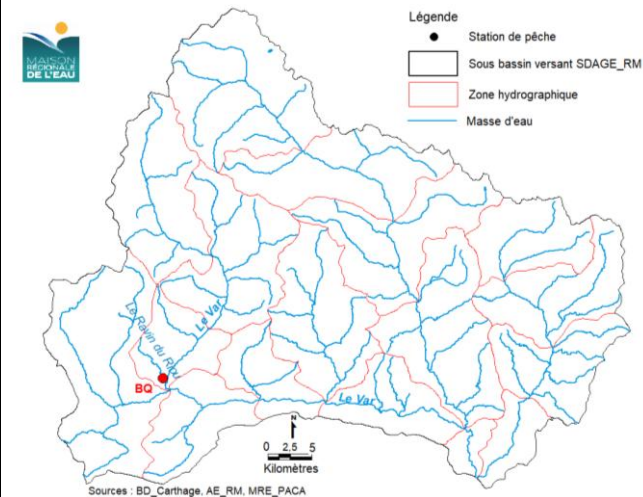 MAISON
RÉGIONALE
DE L'EAU
Légende
Station de pêche
Sous bassin versant SDAGE_RM
Zone hydrographique
Masse d'eau
Le Ravin du Riou
Le Var
BQ
Le Var
N
0 2,5 5
Kilomètres
Sources : BD_Carthage, AE_RM, MRE_PACA